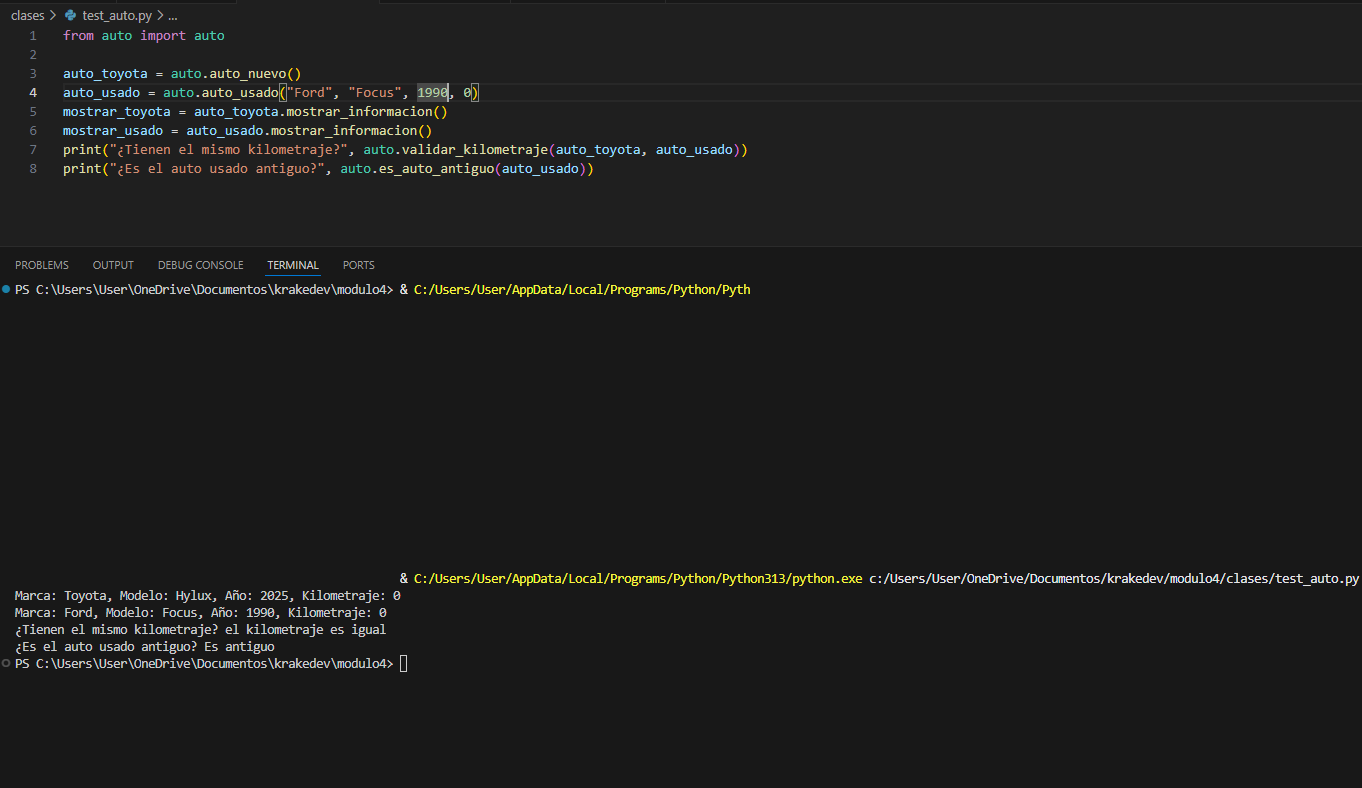 clases > test_auto.py > ...
1 from auto import auto
2
3 auto_toyota = auto.auto_nuevo()
4 auto_usado = auto.auto_usado("Ford", "Focus", 1990, 0)
5 mostrar_toyota = auto_toyota.mostrar_informacion()
6 mostrar_usado = auto_usado.mostrar_informacion()
7 print("¿Tienen el mismo kilometraje?", auto.validar_kilometraje(auto_toyota, auto_usado))
8 print("¿Es el auto usado antiguo?", auto.es_auto_antiguo(auto_usado))
PROBLEMS OUTPUT DEBUG CONSOLE TERMINAL PORTS
PS C:\Users\User\OneDrive\Documentos\krakedev\modulo4> & C:/Users/User/AppData/Local/Programs/Python/Pyth
& C:/Users/User/AppData/Local/Programs/Python/Python313/python.exe c:/Users/User/OneDrive/Documentos/krakedev/modulo4/clases/test_auto.py
Marca: Toyota, Modelo: Hylux, Año: 2025, Kilometraje: 0
Marca: Ford, Modelo: Focus, Año: 1990, Kilometraje: 0
¿Tienen el mismo kilometraje? el kilometraje es igual
¿Es el auto usado antiguo? Es antiguo
PS C:\Users\User\OneDrive\Documentos\krakedev\modulo4>